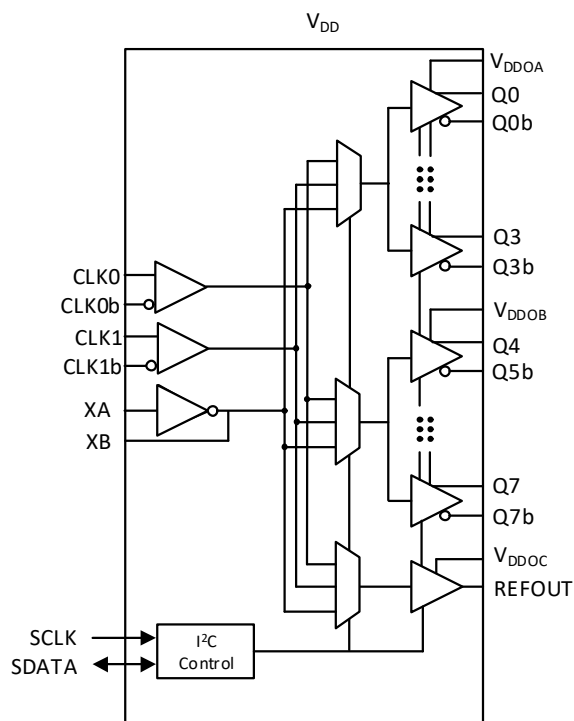 VDD
VDDOA
Q0
Q0b
Q3
Q3b
CLK0
CLK0b
VDDOB
CLK1
Q4
CLK1b
Q5b
XA
XB
Q7
Q7b
VDDOC
REFOUT
SCLK
I²C
SDATA
Control